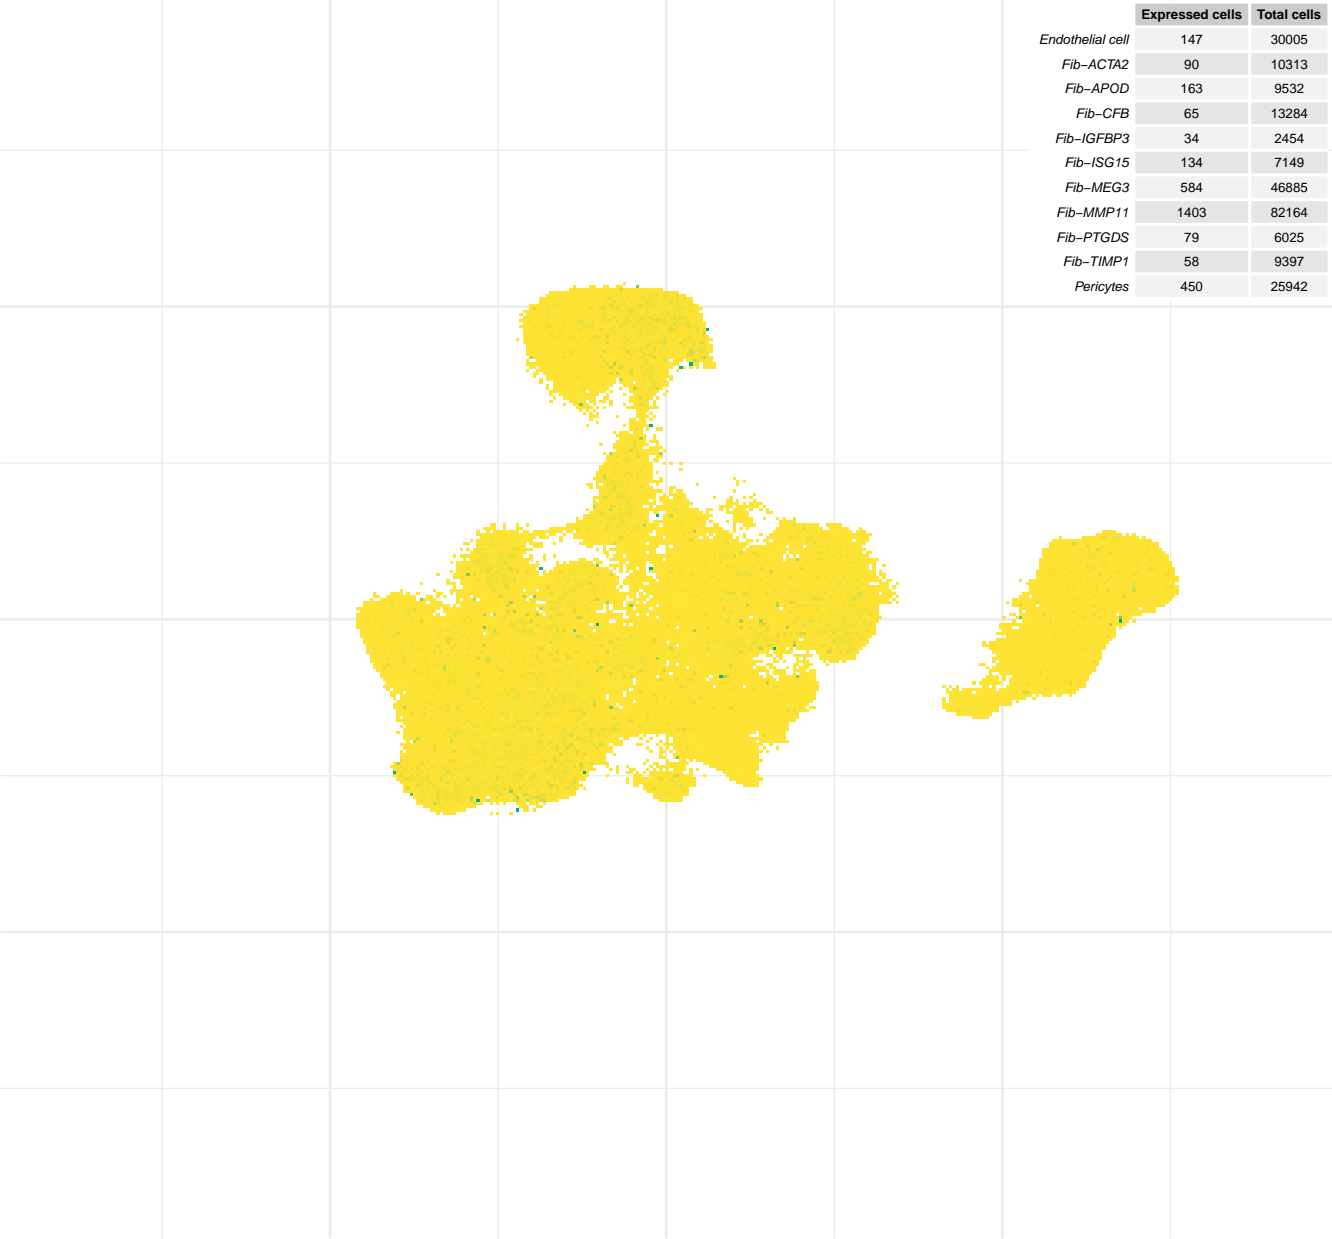 Expressed cells Total cells
Endothelial cell 147 30005
Fib−ACTA2 90 10313
Fib−APOD 163 9532
Fib−CFB 65 13284
Fib−IGFBP3 34 2454
Fib−ISG15 134 7149
Fib−MEG3 584 46885
Fib−MMP11 1403 82164
Fib−PTGDS 79 6025
Fib−TIMP1 58 9397
Pericytes 450 25942